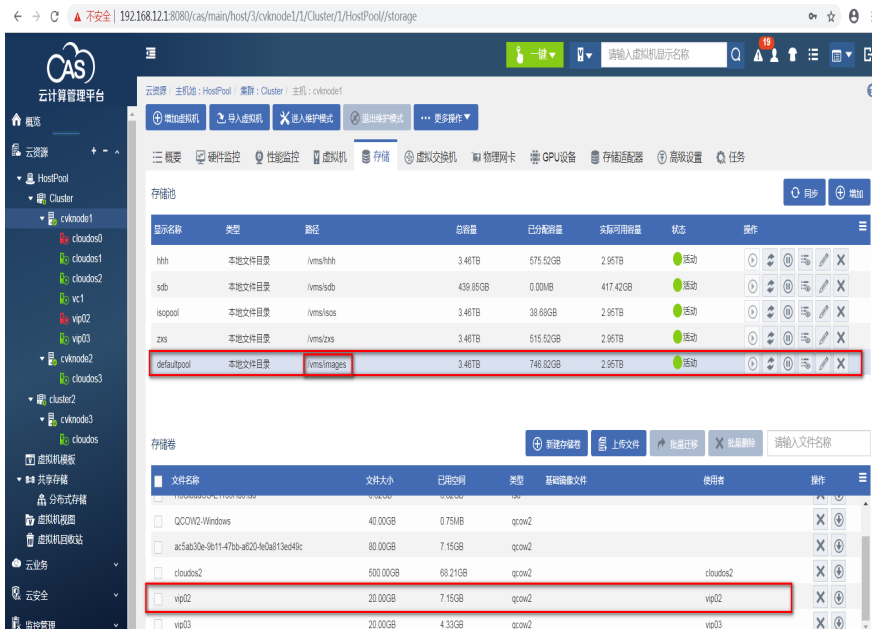 不安全 | 192.168.12.1:8080/cas/main/host/3/cvknode1/1/Cluster/1/HostPool//storage
CAS
云计算管理平台
一键
请输入虚拟机显示名称
19
云资源 / 主机池 : HostPool / 集群 : Cluster / 主机 : cvknode1
增加虚拟机 导入虚拟机 进入维护模式 退出维护模式 ••• 更多操作
概要 硬件监控 性能监控 虚拟机 存储 虚拟交换机 物理网卡 GPU设备 存储适配器 高级设置 任务
概览
云资源 + -
HostPool
Cluster
cvknode1
cloudos0
cloudos1
cloudos2
vc1
vip02
vip03
cvknode2
cloudos3
cluster2
cvknode3
cloudos
虚拟机模板
共享存储
分布式存储
虚拟机视图
虚拟机回收站
云业务
云安全
监控管理
存储池
同步 增加
显示名称 类型 路径 总容量 已分配容量 实际可用容量 状态 操作
hhh 本地文件目录 /vms/hhh 3.46TB 575.52GB 2.95TB 活动
sdb 本地文件目录 /vms/sdb 439.85GB 0.00MB 417.42GB 活动
isopool 本地文件目录 /vms/isos 3.46TB 38.68GB 2.95TB 活动
zxs 本地文件目录 /vms/zxs 3.46TB 515.52GB 2.95TB 活动
defaultpool 本地文件目录 /vms/images 3.46TB 746.82GB 2.95TB 活动
存储卷
新建存储卷 上传文件 批量迁移 批量删除 请输入文件名称
文件名称 文件大小 已用空间 类型 基础镜像文件 使用者 操作
QCOW2-Windows 40.00GB 0.75MB qcow2
ac5ab30e-9b11-47bb-a620-fe0a813ed49c 80.00GB 7.15GB qcow2
cloudos2 500.00GB 68.21GB qcow2 cloudos2
vip02 20.00GB 7.15GB qcow2 vip02
vip03 20.00GB 4.33GB qcow2 vip03